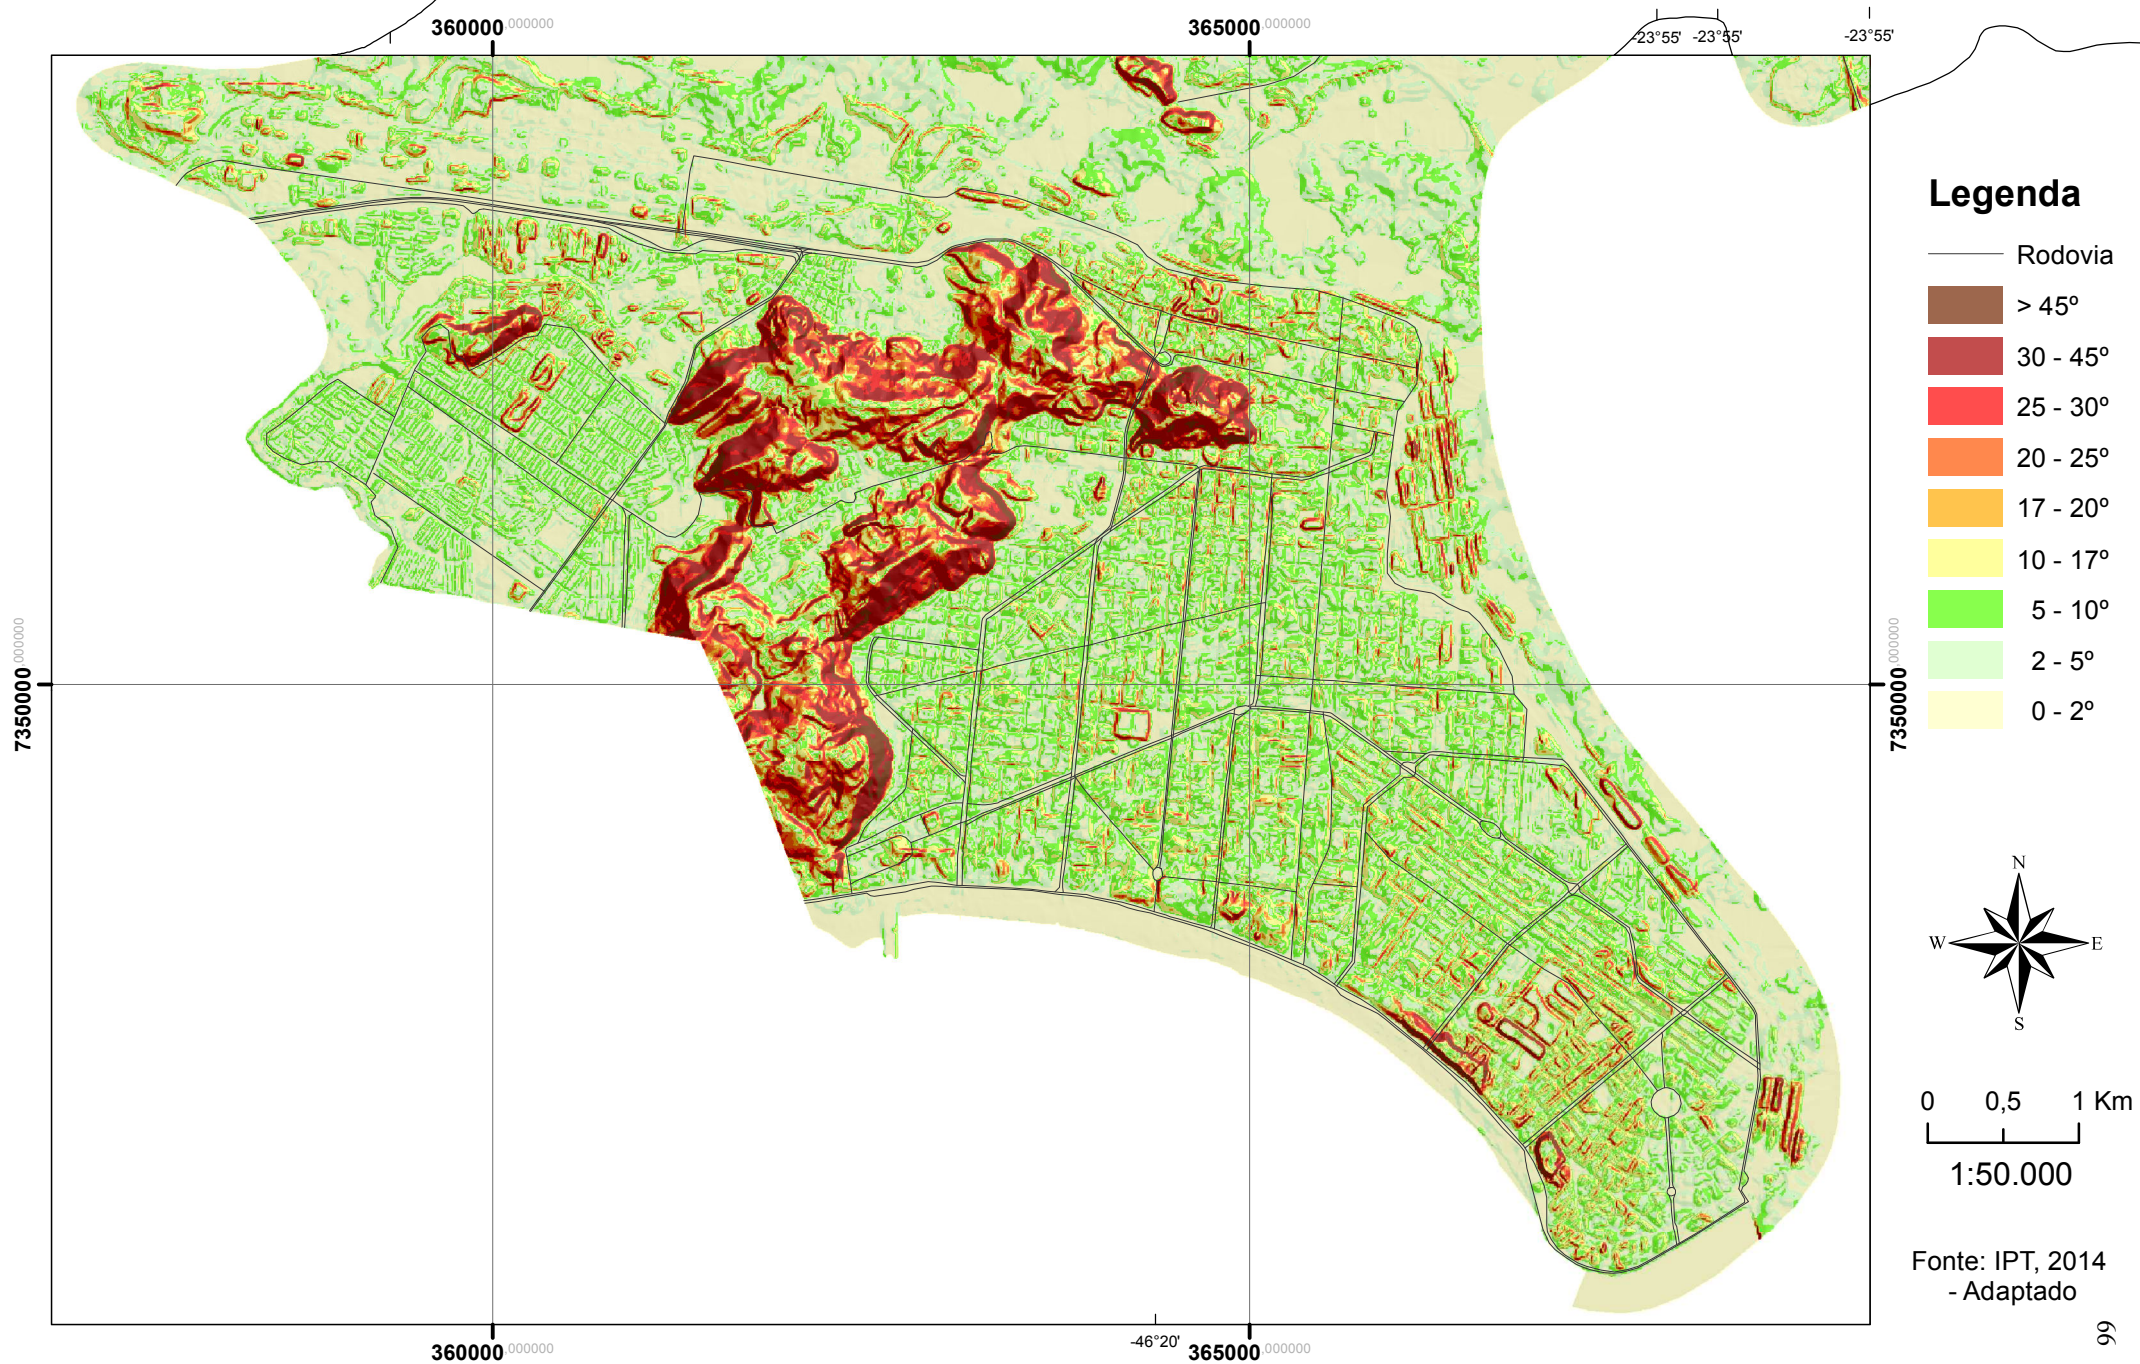 360000,000000
365000,000000
-23°55'
-23°55'
-23°55'
Legenda
Rodovia
> 45º
30 - 45º
25 - 30º
20 - 25º
17 - 20º
10 - 17º
5 - 10º
2 - 5º
0 - 2º
7350000,000000
7350000,000000
N
W
E
S
0 0,5 1 Km
1:50.000
Fonte: IPT, 2014
- Adaptado
360000,000000
-46°20'
365000,000000
66